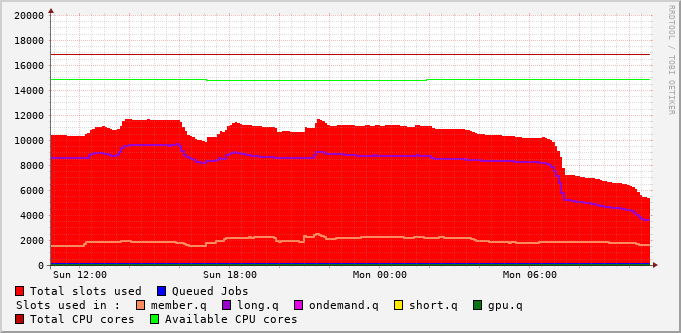 RRDTOOL / TOBI OETIKER
20000
18000
16000
14000
12000
10000
8000
6000
4000
2000
0
Sun 12:00 Sun 18:00 Mon 00:00 Mon 06:00
Total slots used Queued Jobs
Slots used in : member.q long.q ondemand.q short.q gpu.q
Total CPU cores Available CPU cores